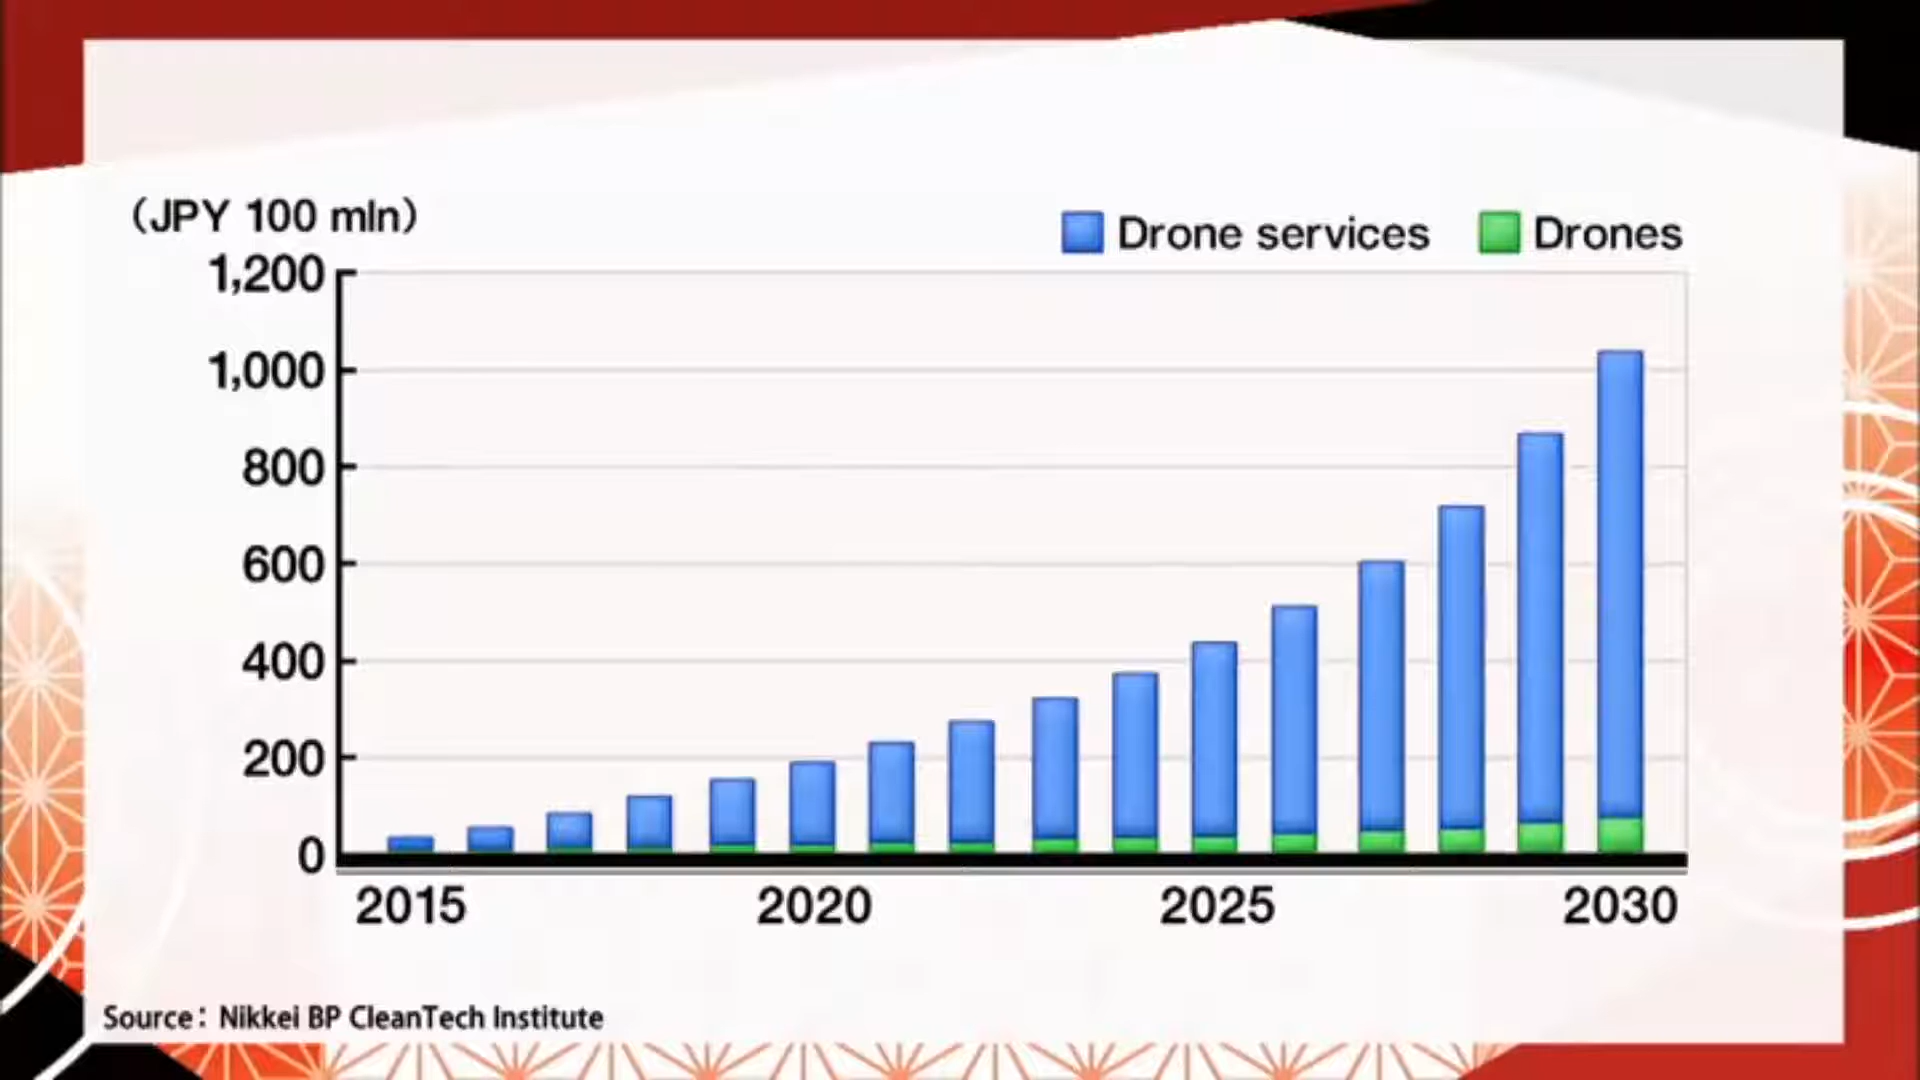 (JPY 100 mln)
Drone services
Drones
1,200
1,000
800
600
400
200
0
2015
2020
2025
2030
Source: Nikkei BP CleanTech Institute